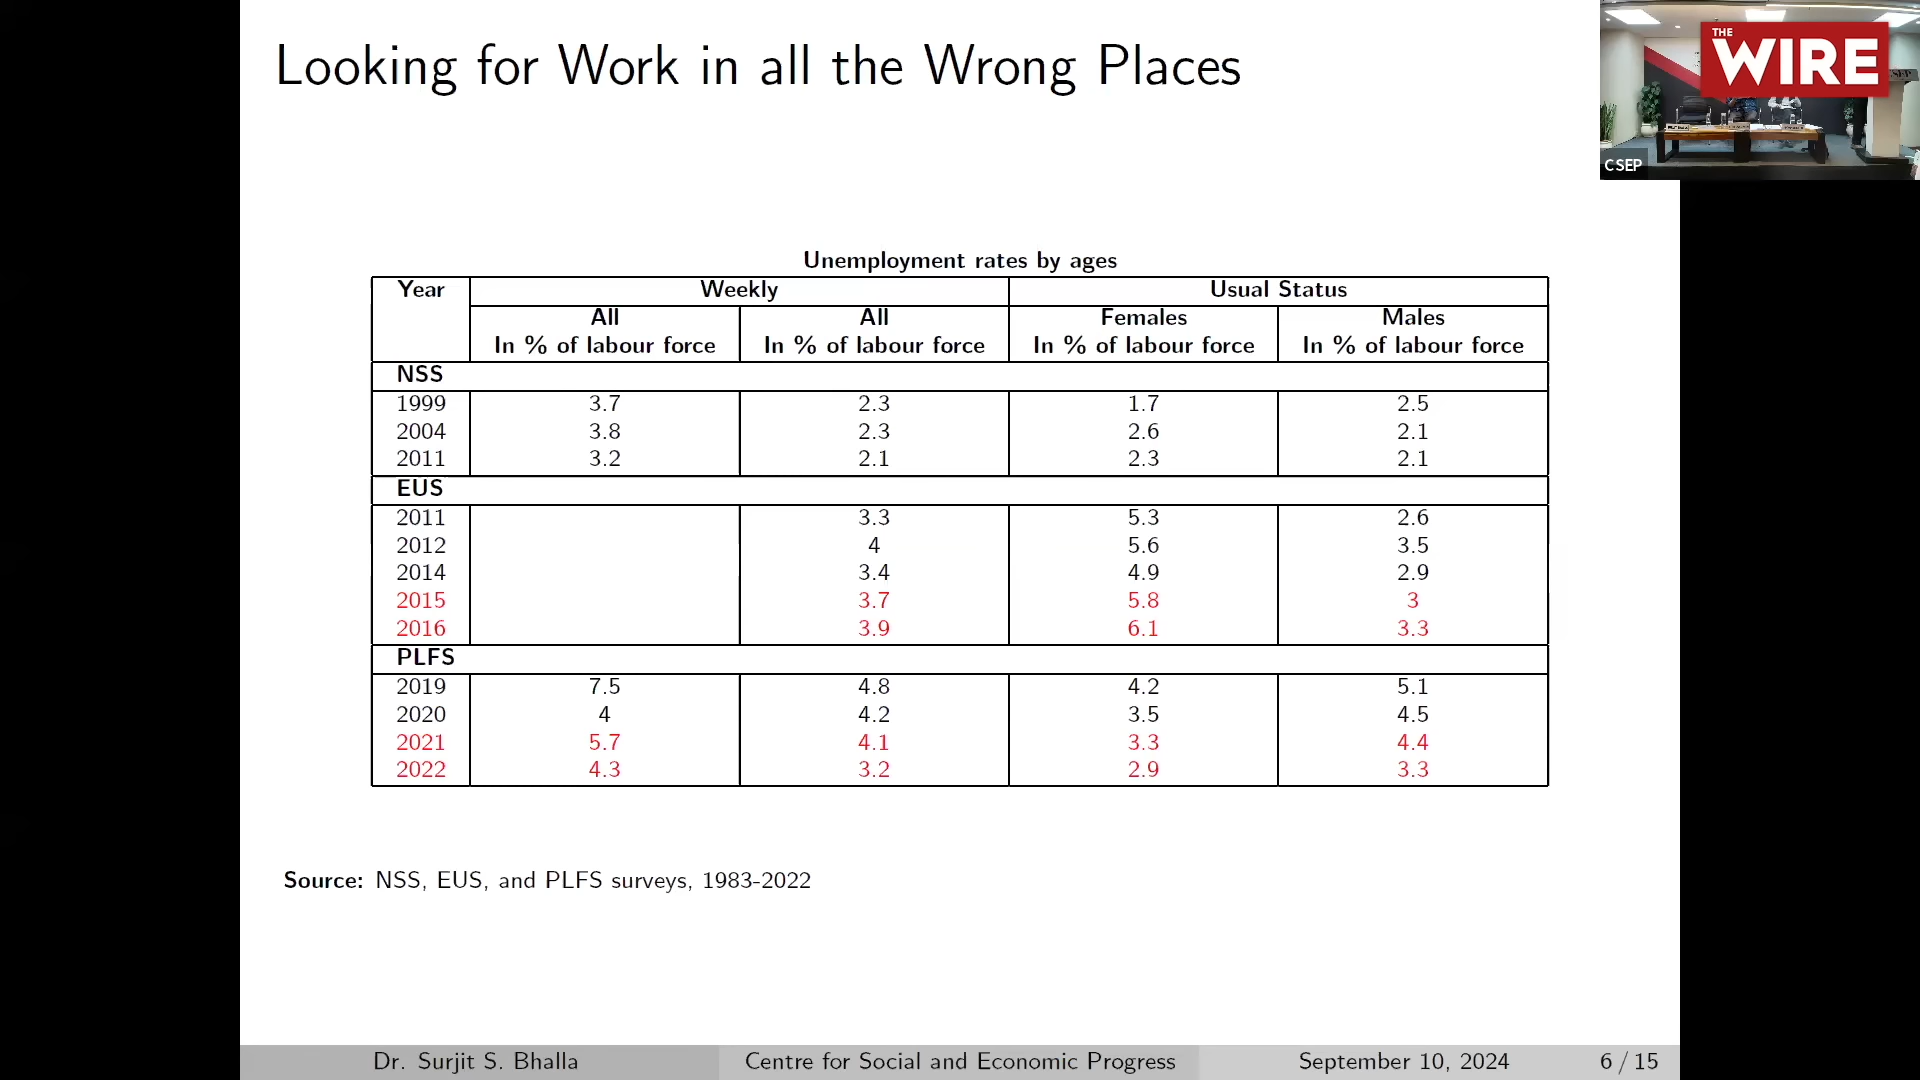 Looking for Work in all the Wrong Places
THE
WIRE
CSEP
Unemployment rates by ages
Year Weekly Usual Status
All All Females Males
In % of labour force In % of labour force In % of labour force In % of labour force
NSS
1999 3.7 2.3 1.7 2.5
2004 3.8 2.3 2.6 2.1
2011 3.2 2.1 2.3 2.1
EUS
2011 3.3 5.3 2.6
2012 4 5.6 3.5
2014 3.4 4.9 2.9
2015 3.7 5.8 3
2016 3.9 6.1 3.3
PLFS
2019 7.5 4.8 4.2 5.1
2020 4 4.2 3.5 4.5
2021 5.7 4.1 3.3 4.4
2022 4.3 3.2 2.9 3.3
Source: NSS, EUS, and PLFS surveys, 1983-2022
Dr. Surjit S. Bhalla Centre for Social and Economic Progress September 10, 2024 6 / 15